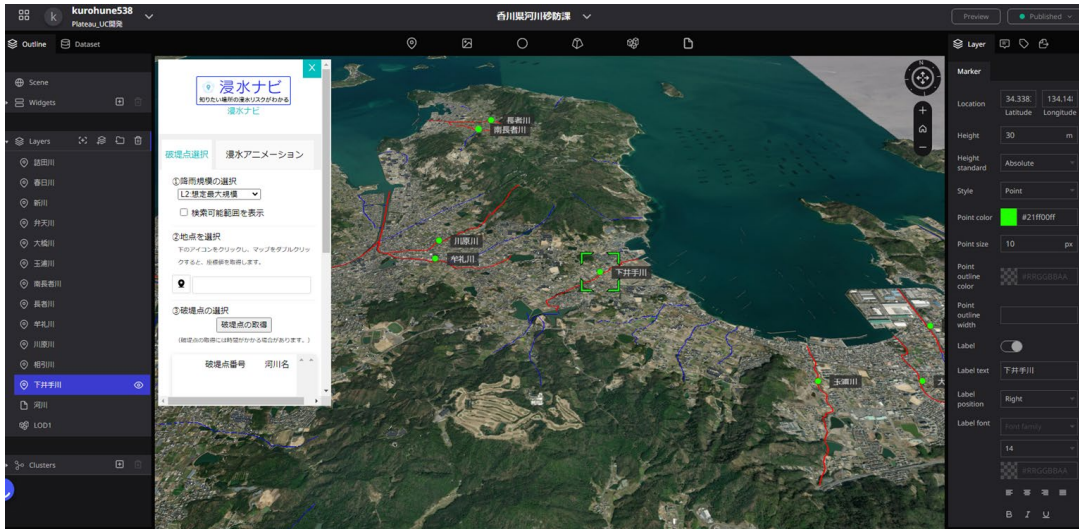 kurohune538
Plateau_UC開発
香川県河川砂防課
Preview
Published
Outline
Dataset
Layer
Scene
Widgets
Layers
詰田川
春日川
新川
弁天川
大橋川
玉浦川
南長者川
長者川
牟礼川
川原川
相引川
下井手川
河川
LOD1
Clusters
X
浸水ナビ
知りたい場所の浸水リスクがわかる
浸水ナビ
破堤点選択
浸水アニメーション
①降雨規模の選択
L2:想定最大規模
検索可能範囲を表示
②地点を選択
下のアイコンをクリックし、マップをダブルクリックすると、座標値を取得します。
③破堤点の選択
破堤点の取得
(破堤点の取得には時間がかかる場合があります。)
破堤点番号 河川名
長者川
南長者川
川原川
牟礼川
下井手川
玉浦川
大
N
Marker
Location
34.338
134.14
Latitude
Longitude
Height
30
m
Height standard
Absolute
Style
Point
Point color
#21ff00ff
Point size
10
px
Point outline color
#RRGGBBAA
Point outline width
Label
Label text
下井手川
Label position
Right
Label font
Font family
14
#RRGGBBAA
B I U